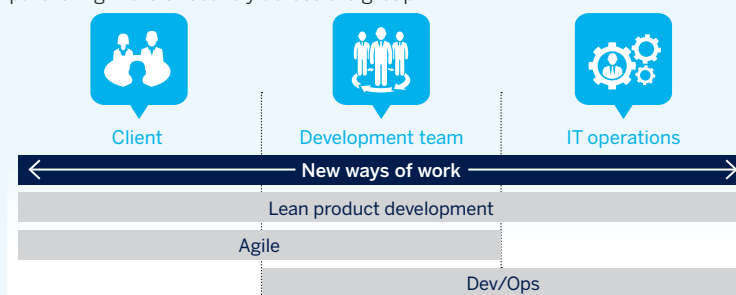 Client Development team IT operations
New ways of work
Lean product development
Agile
Dev/Ops